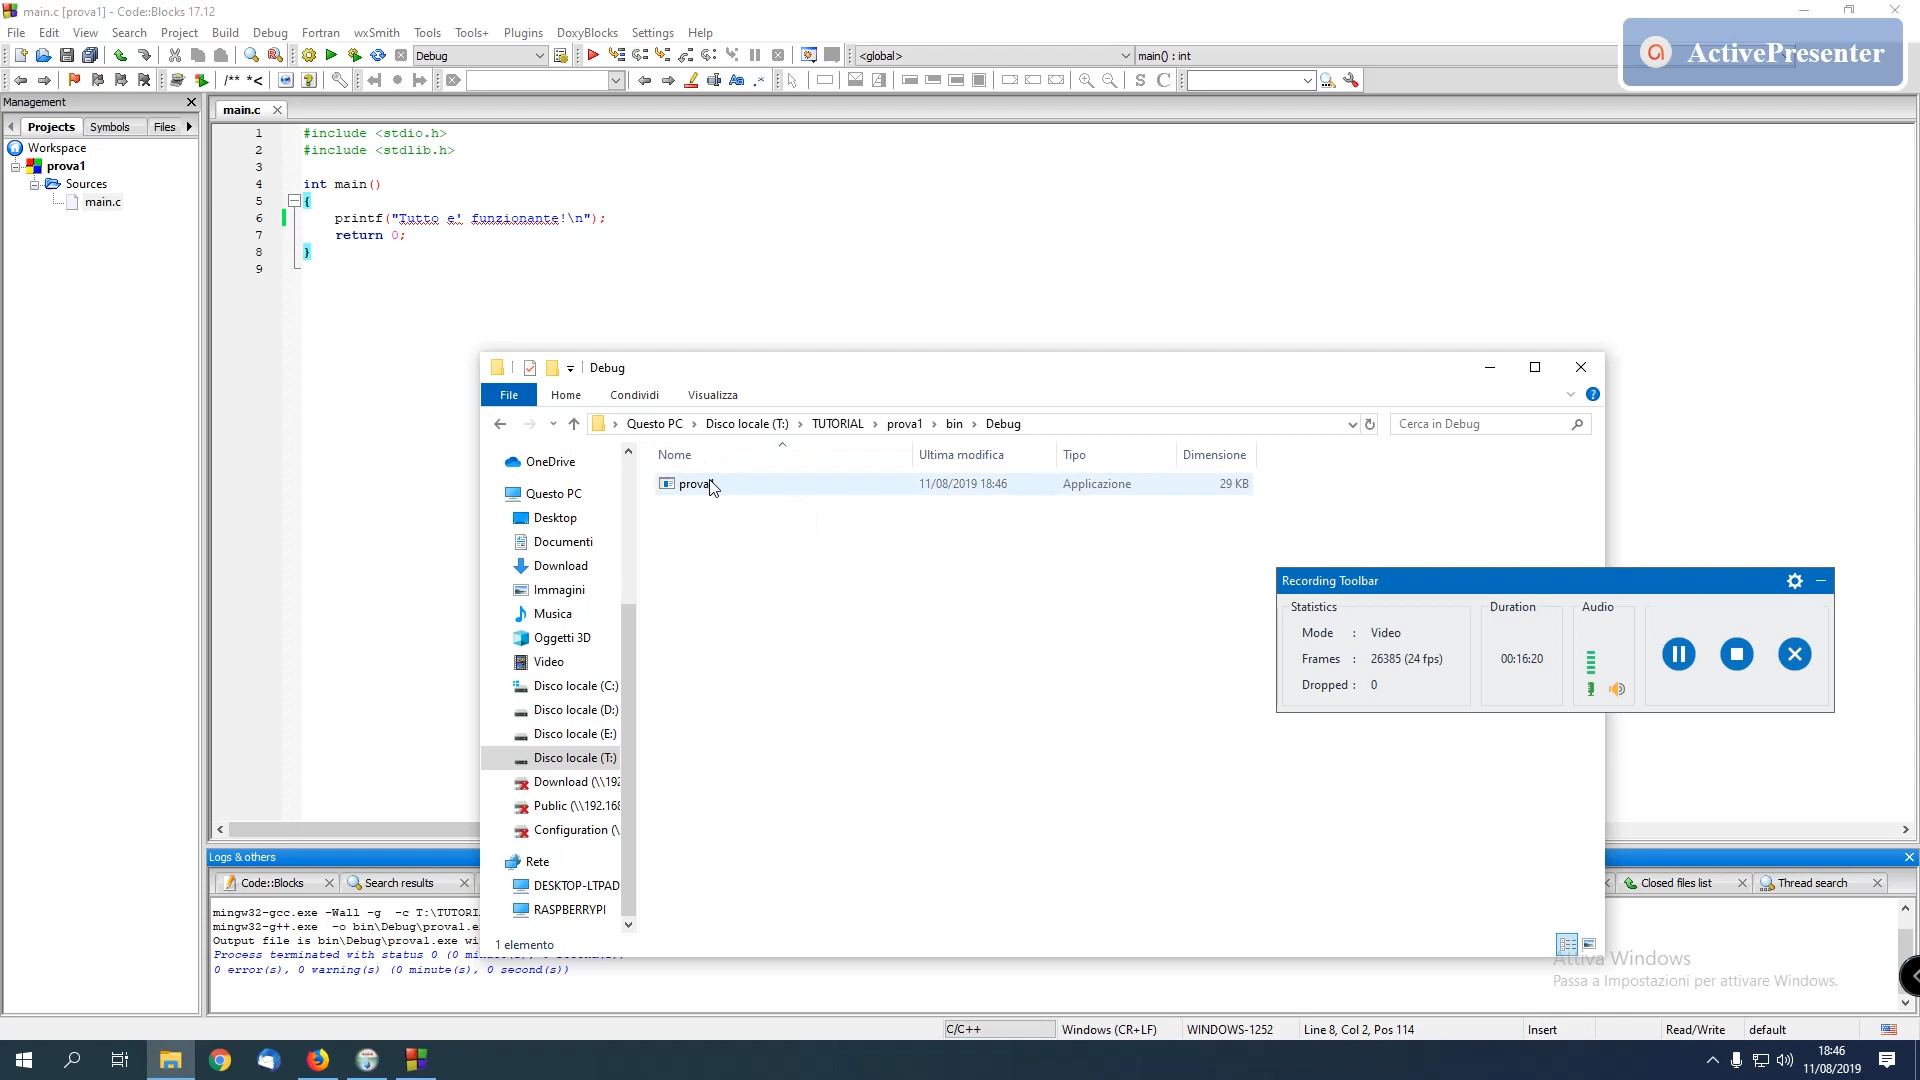 main.c [prova1] - Code::Blocks 17.12
File Edit View Search Project Build Debug Fortran wxSmith Tools Tools+ Plugins DoxyBlocks Settings Help
Debug <global> main() : int
/** *<
S C
ActivePresenter
Management
main.c
Projects Symbols Files
Workspace
prova1
Sources
main.c
1 #include <stdio.h>
2 #include <stdlib.h>
3
4 int main()
5 {
6 printf("Tutto e' funzionante!\n");
7 return 0;
8 }
9
Debug
File Home Condividi Visualizza
Questo PC > Disco locale (T:) > TUTORIAL > prova1 > bin > Debug
Cerca in Debug
Nome Ultima modifica Tipo Dimensione
prova1 11/08/2019 18:46 Applicazione 29 KB
OneDrive
Questo PC
Desktop
Documenti
Download
Immagini
Musica
Oggetti 3D
Video
Disco locale (C:)
Disco locale (D:)
Disco locale (E:)
Disco locale (T:)
Download (\\192
Public (\\192.168
Configuration (\
Rete
DESKTOP-LTPAD
RASPBERRYPI
1 elemento
Recording Toolbar
Statistics Duration Audio
Mode : Video
Frames : 26385 (24 fps)
00:16:20
Dropped : 0
Logs & others
Code::Blocks Search results Closed files list Thread search
mingw32-gcc.exe -Wall -g -c T:\TUTORI
mingw32-g++.exe -o bin\Debug\prova1.e
Output file is bin\Debug\prova1.exe wi
Process terminated with status 0 (0
0 error(s), 0 warning(s) (0 minute(s), 0 second(s))
Attiva Windows
Passa a Impostazioni per attivare Windows.
C/C++ Windows (CR+LF) WINDOWS-1252 Line 8, Col 2, Pos 114 Insert Read/Write default
18:46
11/08/2019